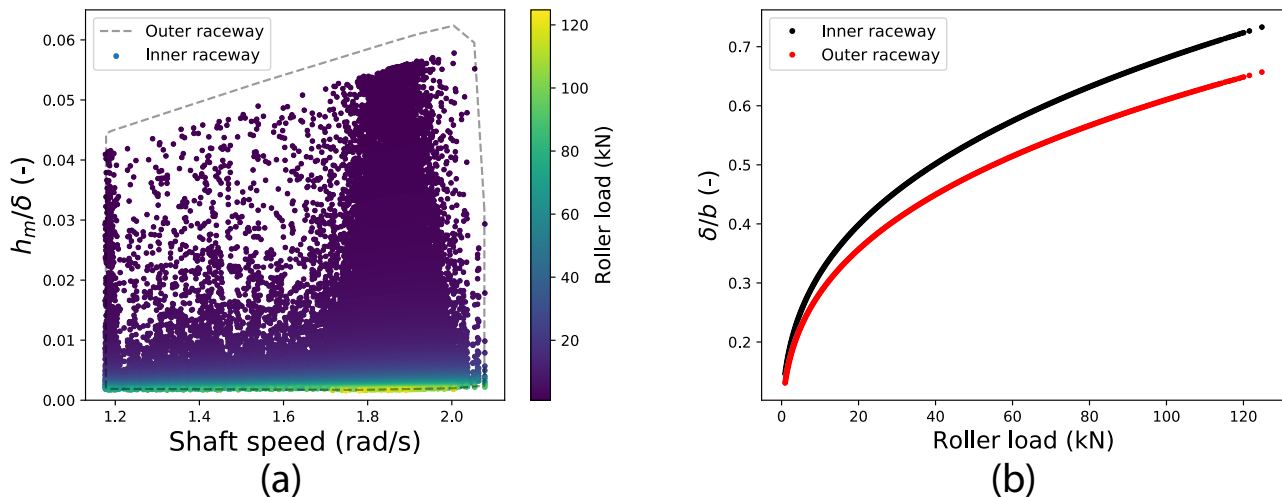 0.06
0.05
0.04
0.03
0.02
0.01
0.00
h_m/δ (-)
Outer raceway
Inner raceway
1.2 1.4 1.6 1.8 2.0
Shaft speed (rad/s)
(a)
120
100
80
60
40
20
Roller load (kN)
0.7
0.6
0.5
0.4
0.3
0.2
δ/b (-)
Inner raceway
Outer raceway
0 20 40 60 80 100 120
Roller load (kN)
(b)